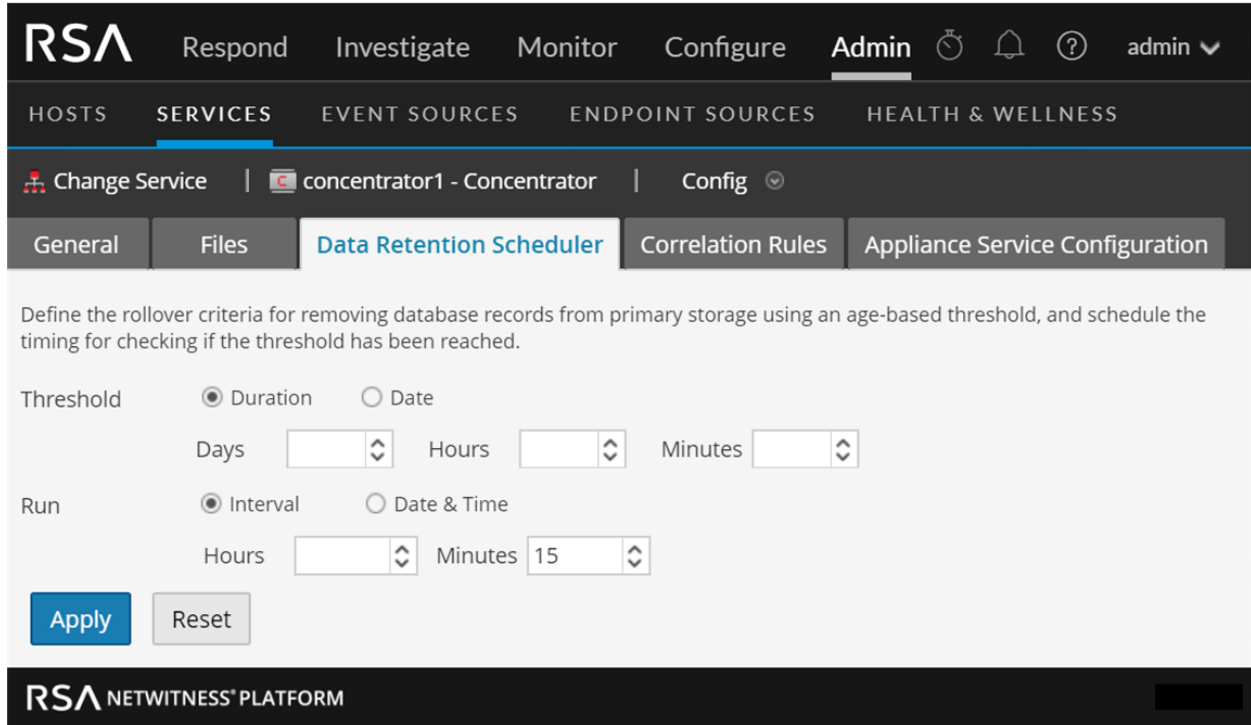 RSA Respond Investigate Monitor Configure Admin admin
HOSTS SERVICES EVENT SOURCES ENDPOINT SOURCES HEALTH & WELLNESS
Change Service | C concentrator1 - Concentrator | Config
General Files Data Retention Scheduler Correlation Rules Appliance Service Configuration
Define the rollover criteria for removing database records from primary storage using an age-based threshold, and schedule the
timing for checking if the threshold has been reached.
Threshold Duration Date
Days Hours Minutes
Run Interval Date & Time
Hours Minutes 15
Apply Reset
RSA NETWITNESS® PLATFORM